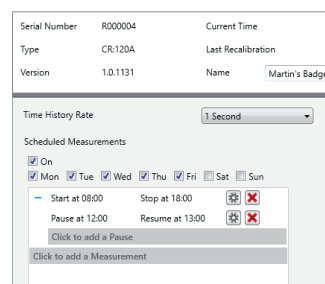 Serial Number R000004 Current Time
Type CR:120A Last Recalibration
Version 1.0.1131 Name Martin's Badge
Time History Rate 1 Second
Scheduled Measurements
On
Mon Tue Wed Thu Fri Sat Sun
Start at 08:00 Stop at 18:00
Pause at 12:00 Resume at 13:00
Click to add a Pause
Click to add a Measurement